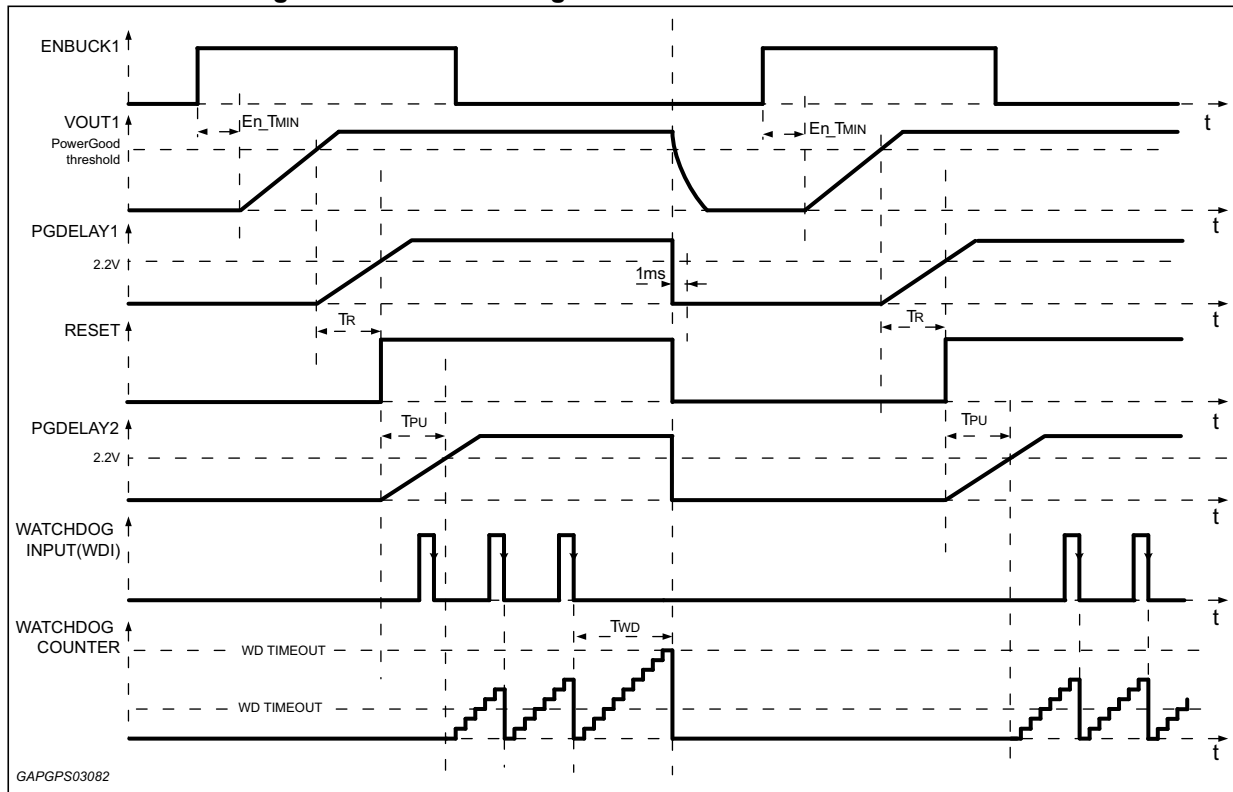 ENBUCK1
t
En_TMIN
En_TMIN
VOUT1
PowerGood
threshold
t
PGDELAY1
2.2V
1ms
t
RESET
TR
TR
t
PGDELAY2
TPU
TPU
2.2V
t
WATCHDOG
INPUT(WDI)
t
WATCHDOG
COUNTER
TWD
WD TIMEOUT
WD TIMEOUT
t
GAPGPS03082